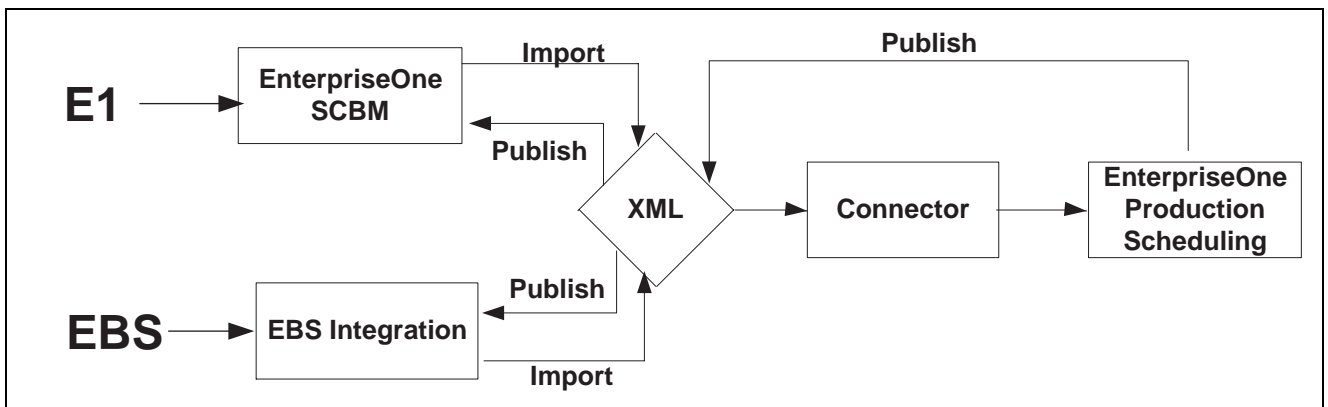 Import
Publish
EnterpriseOne
SCBM
E1
Publish
XML
Connector
EnterpriseOne
Production
Scheduling
Publish
EBS
EBS Integration
Import